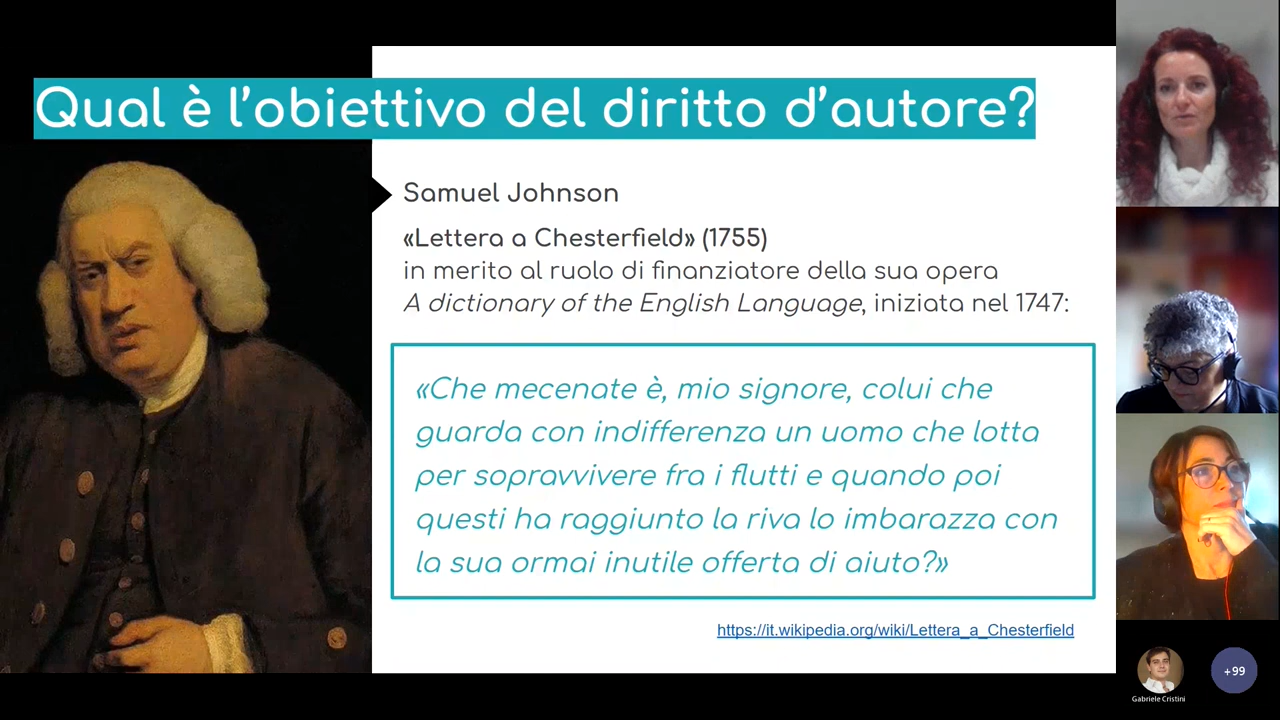 Qual è l'obiettivo del diritto d'autore?
Samuel Johnson
«Lettera a Chesterfield» (1755)
in merito al ruolo di finanziatore della sua opera
A dictionary of the English Language, iniziata nel 1747:
«Che mecenate è, mio signore, colui che
guarda con indifferenza un uomo che lotta
per sopravvivere fra i flutti e quando poi
questi ha raggiunto la riva lo imbarazza con
la sua ormai inutile offerta di aiuto?»
https://it.wikipedia.org/wiki/Lettera_a_Chesterfield
Gabriele Cristini
+99